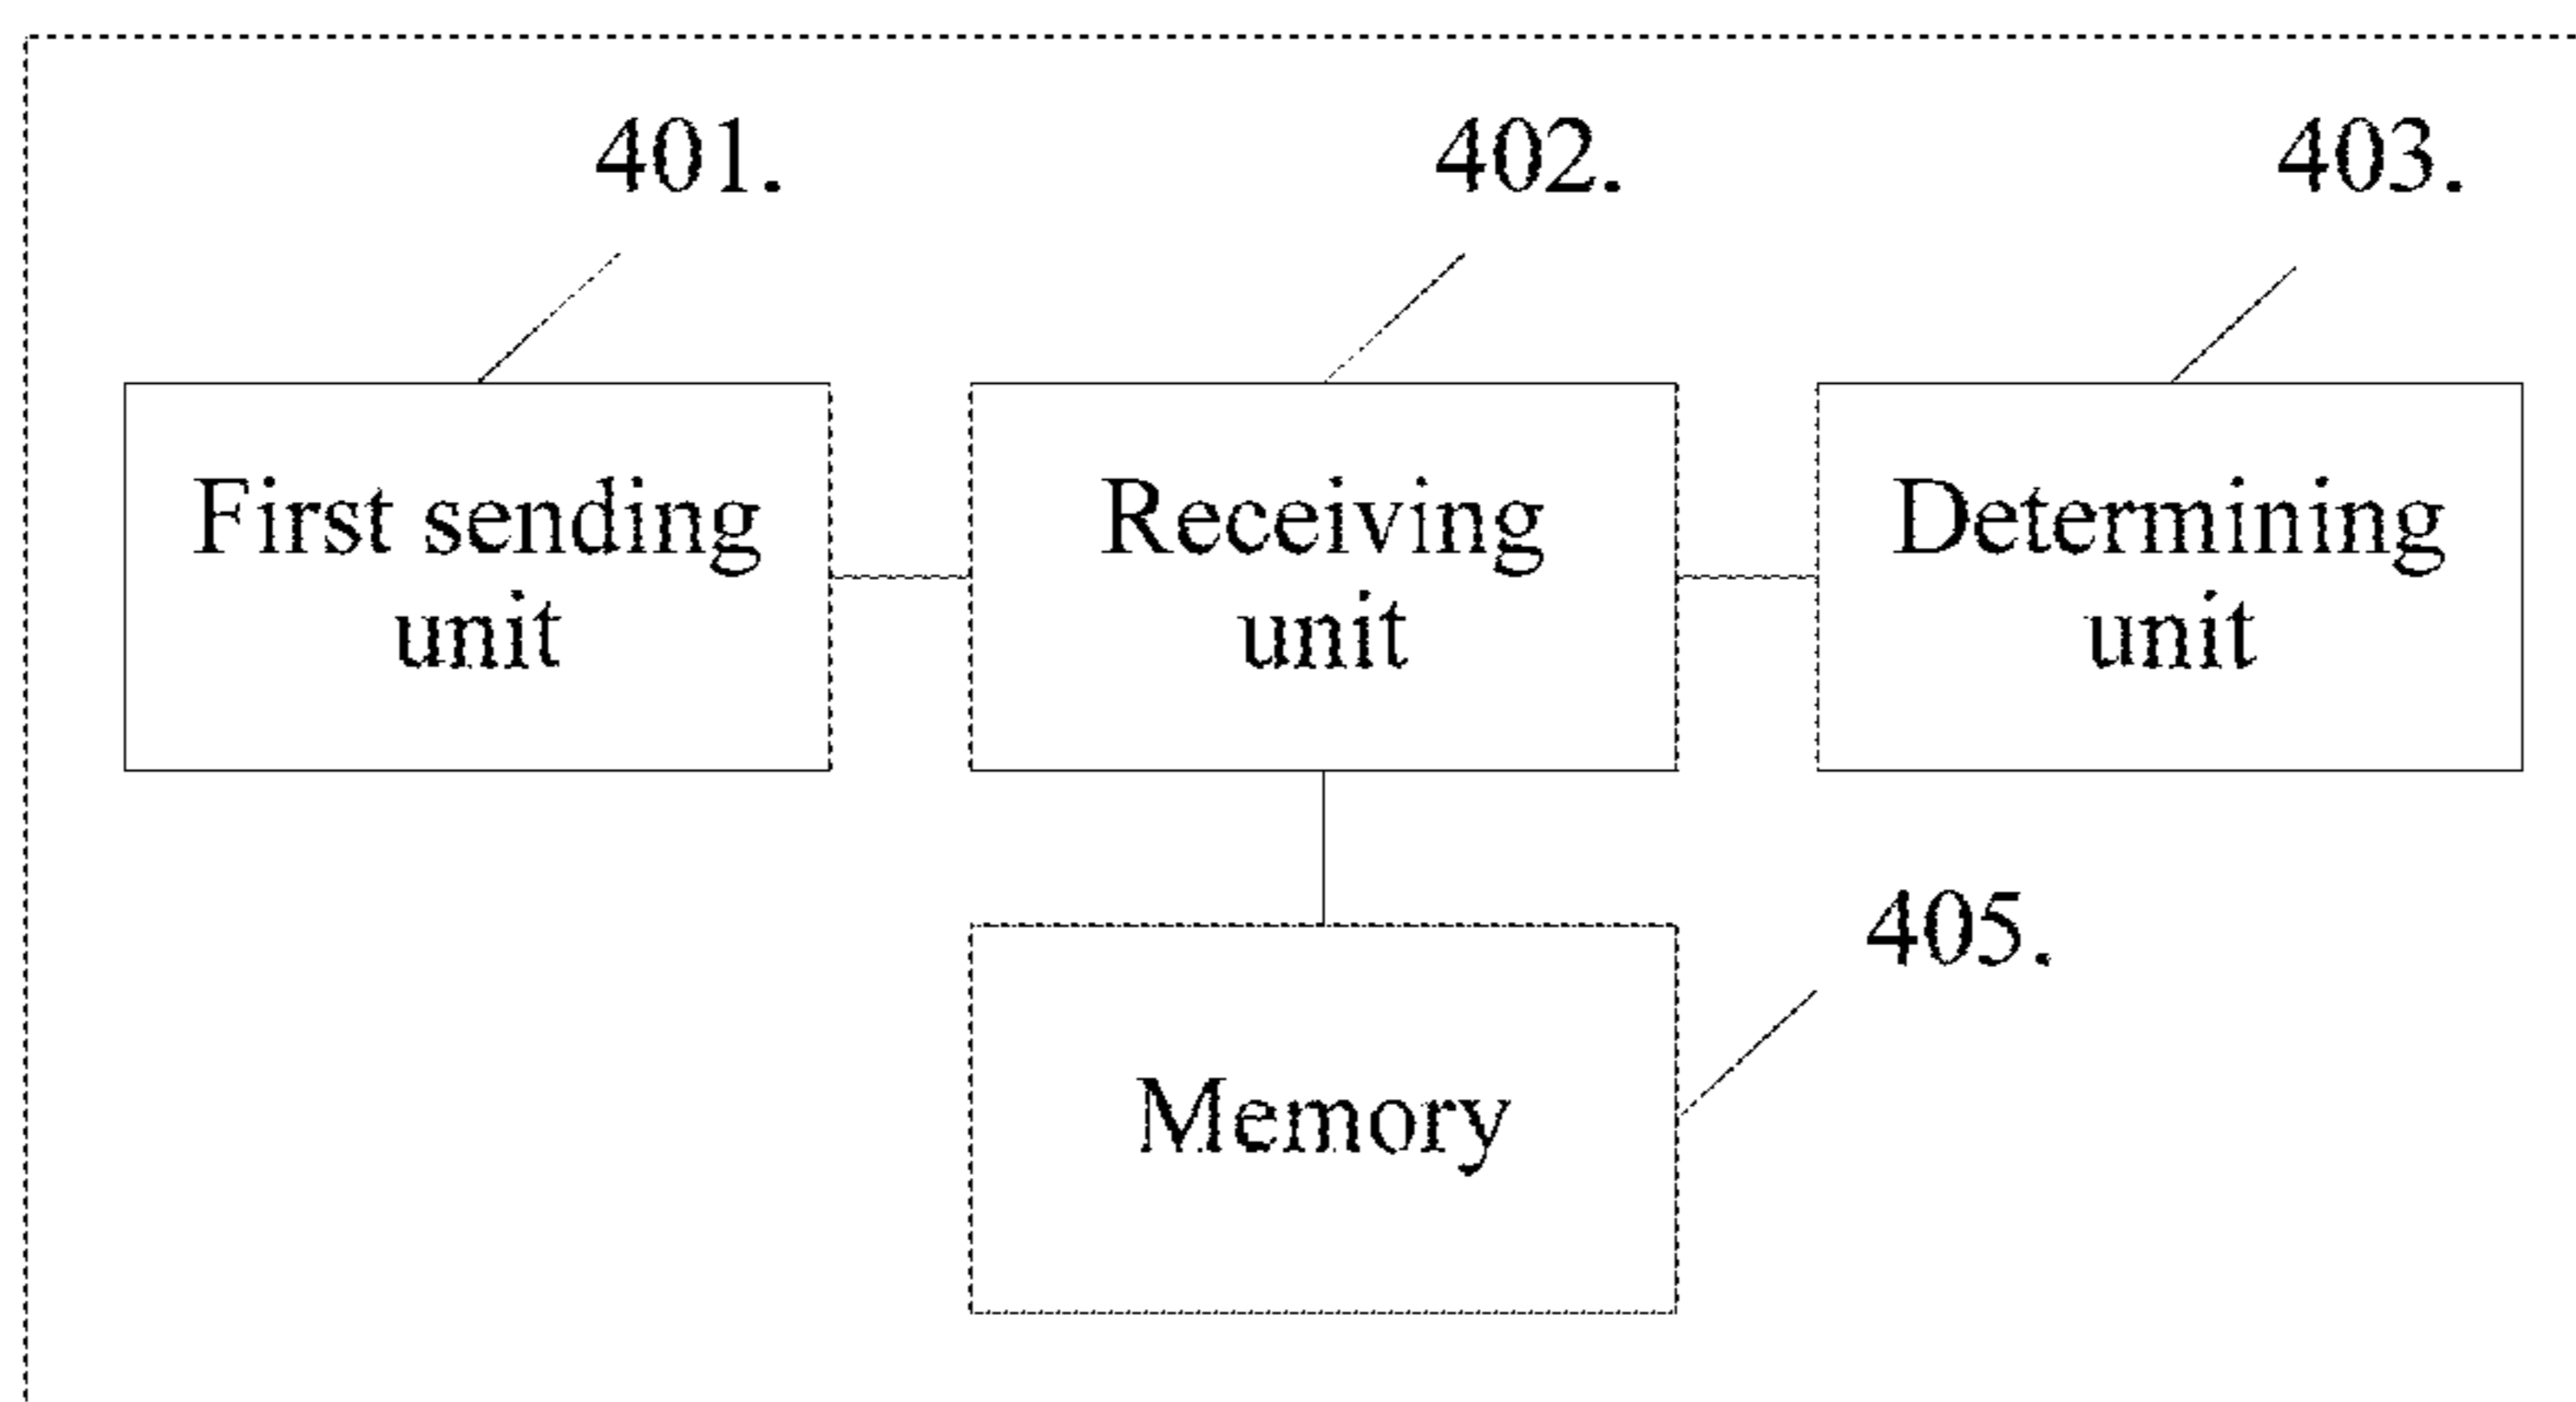 401.
402.
403.
First sending
unit
Receiving
unit
Determining
unit
405.
Memory